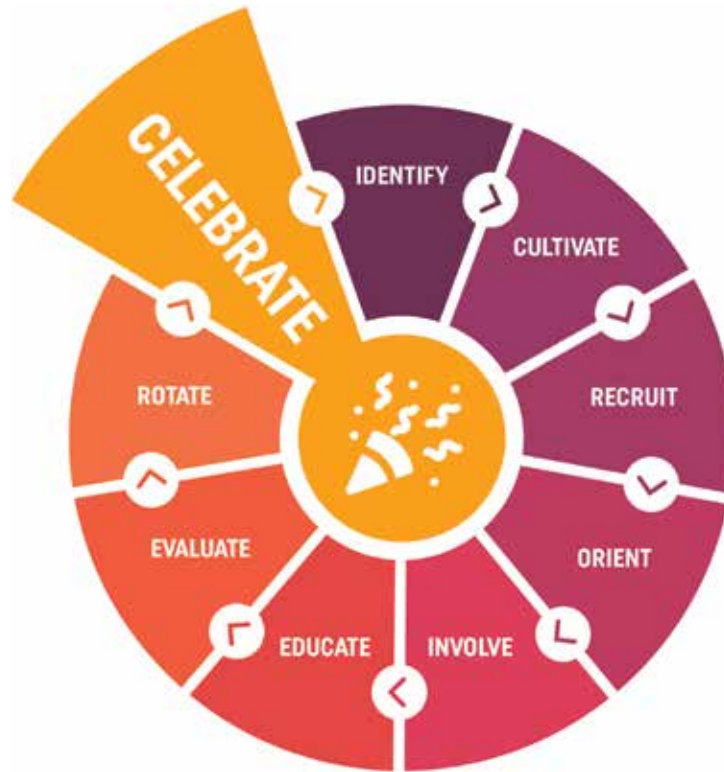 CELEBRATE
IDENTIFY
CULTIVATE
RECRUIT
ORIENT
INVOLVE
EDUCATE
EVALUATE
ROTATE